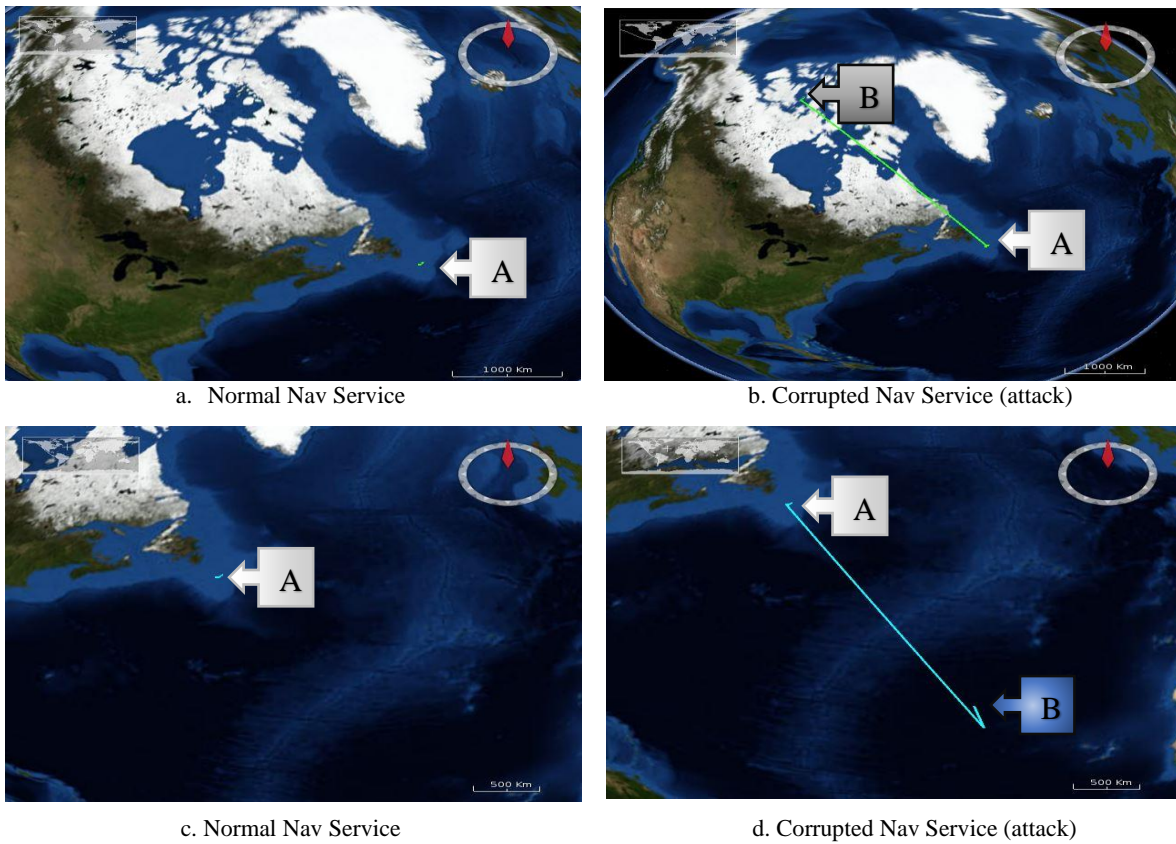 A
1000 Km
B
A
1000 Km
a. Normal Nav Service
b. Corrupted Nav Service (attack)
A
500 Km
A
B
500 Km
c. Normal Nav Service
d. Corrupted Nav Service (attack)